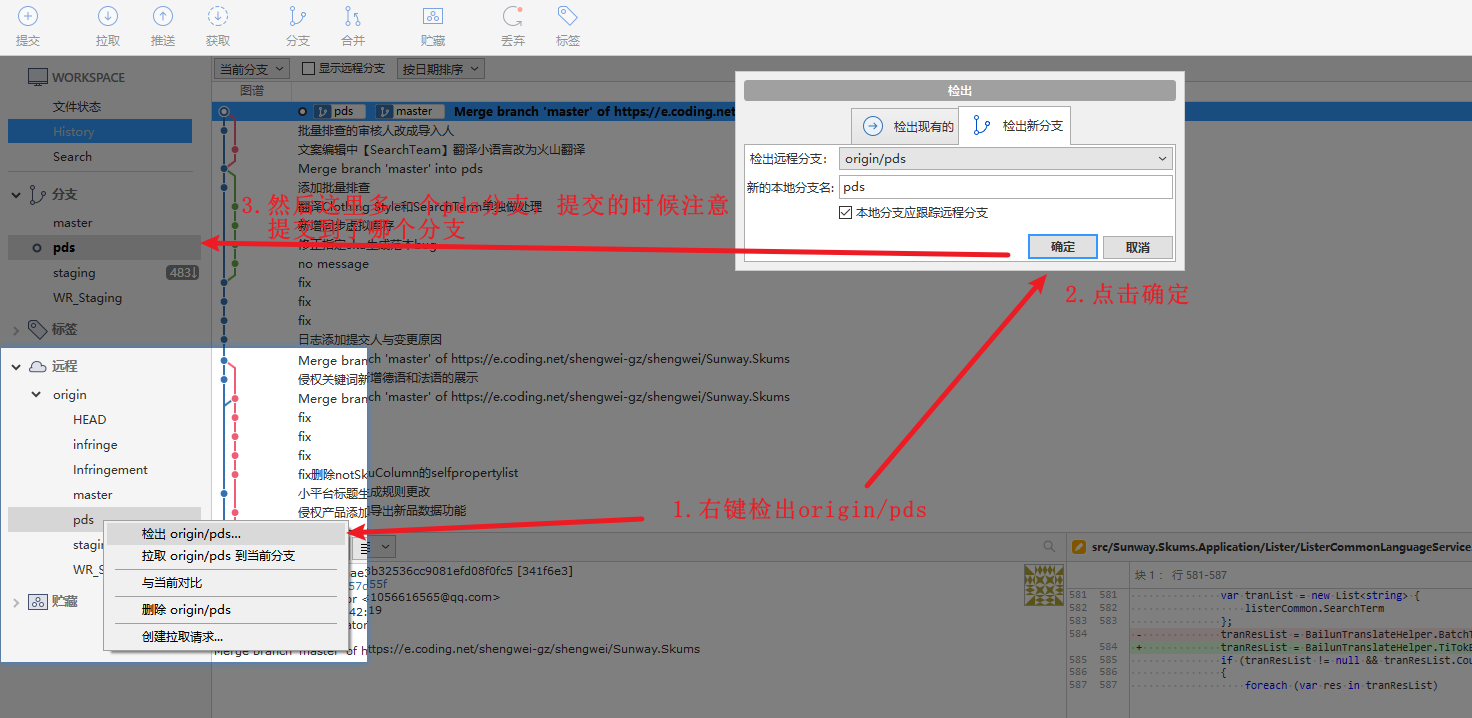 提交
拉取
推送
获取
分支
合并
贮藏
丢弃
标签
WORKSPACE
文件状态
History
Search
分支
master
pds
staging
483↓
WR_Staging
标签
远程
origin
HEAD
infringe
Infringement
master
pds
WR_S
贮藏
当前分支
显示远程分支
按日期排序
图谱
pds
master
Merge branch 'master' of https://e.coding.net
批量排查的审核人改成导入人
文案编辑中【SearchTeam】翻译小语言改为火山翻译
Merge branch 'master' into pds
添加批量排查
翻译Clothing Style和SearchTerm单独做处理
新增同步虚拟库存
no message
fix
fix
fix
日志添加提交人与变更原因
Merge branch 'master' of https://e.coding.net/shengwei-gz/shengwei/Sunway.Skums
侵权关键词新增德语和法语的展示
Merge branch 'master' of https://e.coding.net/shengwei-gz/shengwei/Sunway.Skums
fix
fix
fix
fix删除notSkuColumn的selfpropertylist
小平台标题生成规则更改
侵权产品添加导出新品数据功能
检出
检出现有的
检出新分支
检出远程分支:
origin/pds
新的本地分支名:
pds
本地分支应跟踪远程分支
确定
取消
3.然后这里多一个pds分支，提交的时候注意
提交到了哪个分支
2.点击确定
1.右键检出origin/pds
检出 origin/pds...
拉取 origin/pds 到当前分支
与当前对比
删除 origin/pds
创建拉取请求...
ae3b32536cc9081efd08f0fc5 [341f6e3]
<1056616565@qq.com>
Merge branch 'master' of https://e.coding.net/shengwei-gz/shengwei/Sunway.Skums
src/Sunway.Skums.Application/Lister/ListerCommonLanguageService
块 1： 行 581-587
581 581 var tranList = new List<string> {
582 582 listerCommon.SearchTerm
583 583 };
584 - tranResList = BailunTranslateHelper.BatchT
584 + tranResList = BailunTranslateHelper.TiTokB
585 585 if (tranResList != null && tranResList.Cou
586 586 {
587 587 foreach (var res in tranResList)